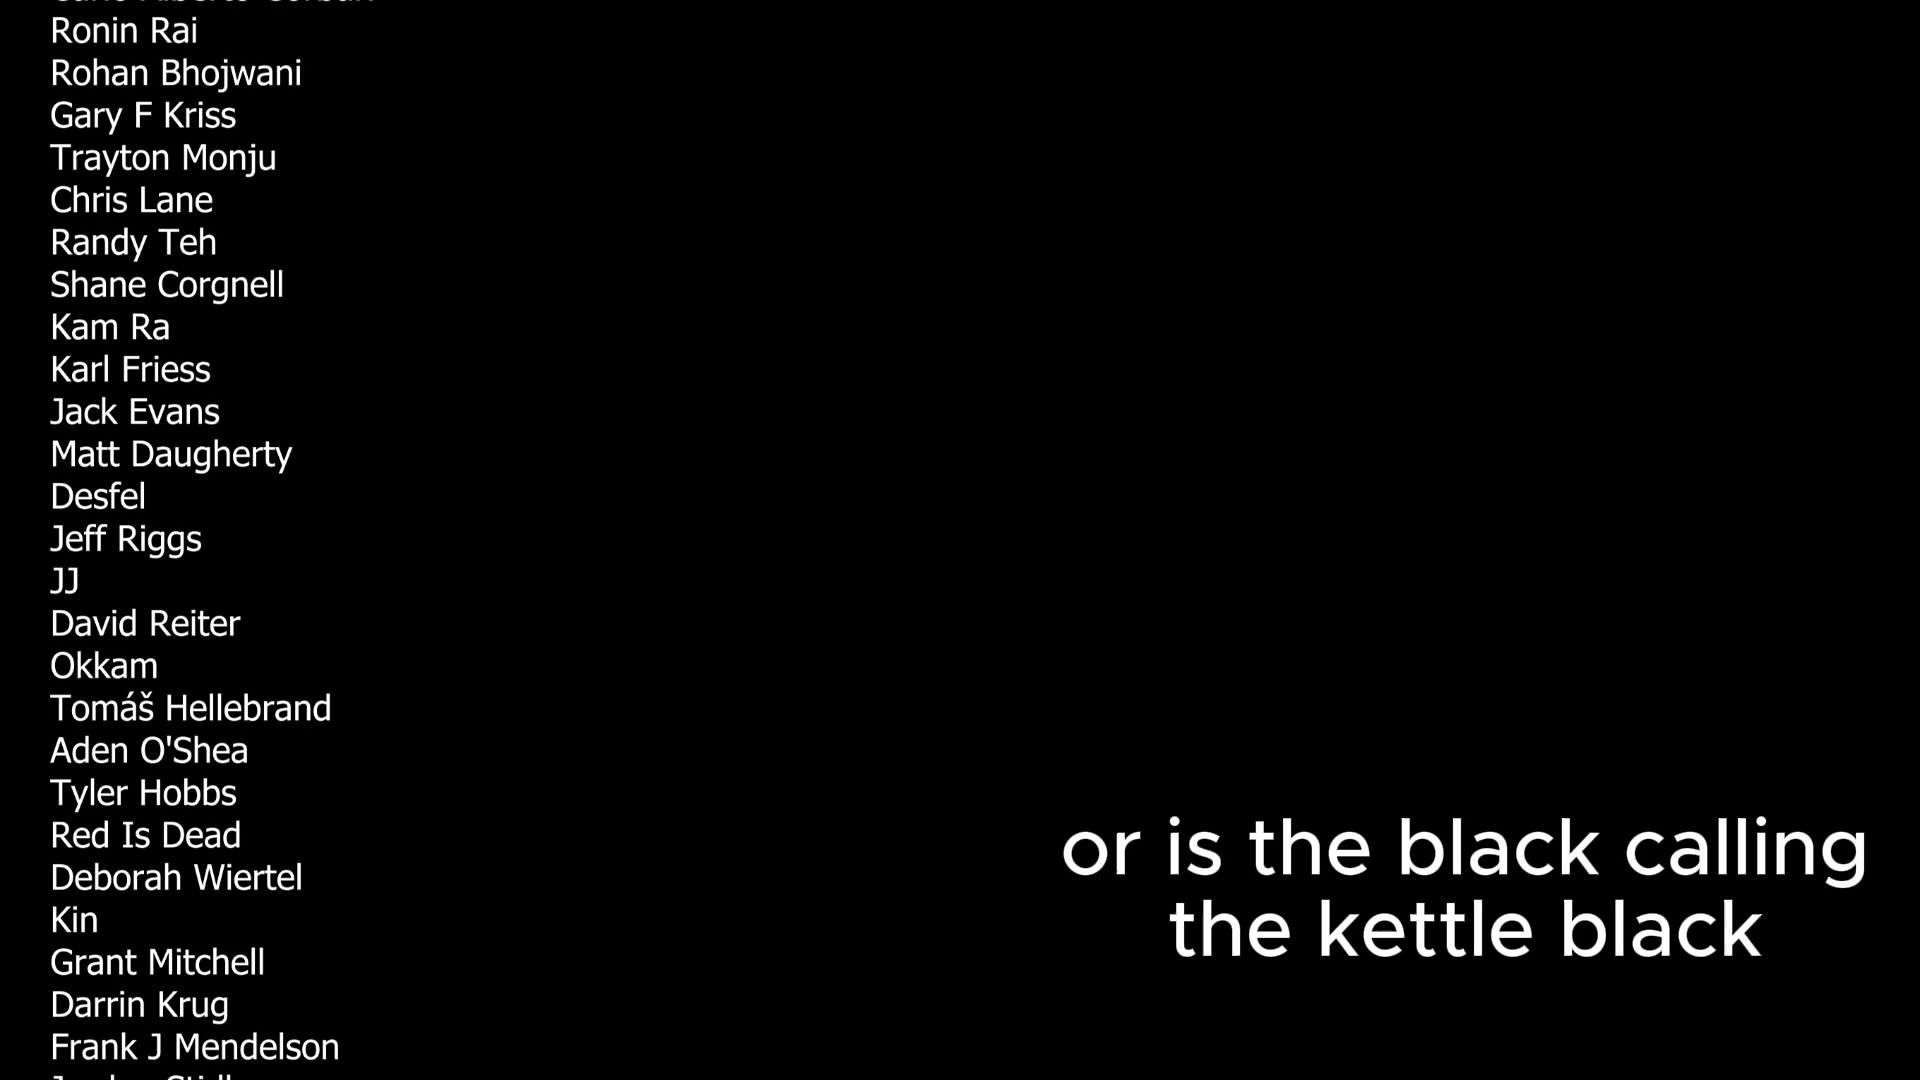 Ronin Rai
Rohan Bhojwani
Gary F Kriss
Trayton Monju
Chris Lane
Randy Teh
Shane Corgnell
Kam Ra
Karl Friess
Jack Evans
Matt Daugherty
Desfel
Jeff Riggs
JJ
David Reiter
Okkam
Tomáš Hellebrand
Aden O'Shea
Tyler Hobbs
Red Is Dead
Deborah Wiertel
Kin
Grant Mitchell
Darrin Krug
Frank J Mendelson
or is the black calling
the kettle black